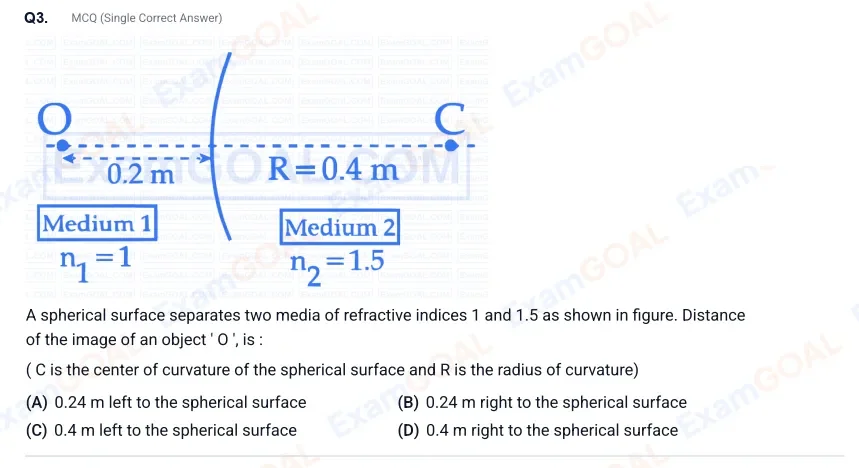 Q3. MCQ (Single Correct Answer)
O
C
0.2 m
R=0.4 m
Medium 1
Medium 2
n₁ =1
n₂ =1.5
ExamGOAL.COM
ExamGOAL
A spherical surface separates two media of refractive indices 1 and 1.5 as shown in figure. Distance
of the image of an object ' O ', is :
( C is the center of curvature of the spherical surface and R is the radius of curvature)
(A) 0.24 m left to the spherical surface
(B) 0.24 m right to the spherical surface
(C) 0.4 m left to the spherical surface
(D) 0.4 m right to the spherical surface